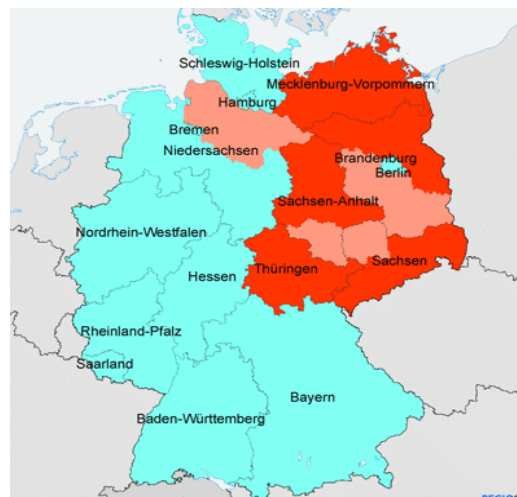 Schleswig-Holstein
Mecklenburg-Vorpommern
Hamburg
Bremen
Niedersachsen
Brandenburg
Berlin
Sachsen-Anhalt
Nordrhein-Westfalen
Hessen
Thüringen
Sachsen
Rheinland-Pfalz
Saarland
Bayern
Baden-Württemberg